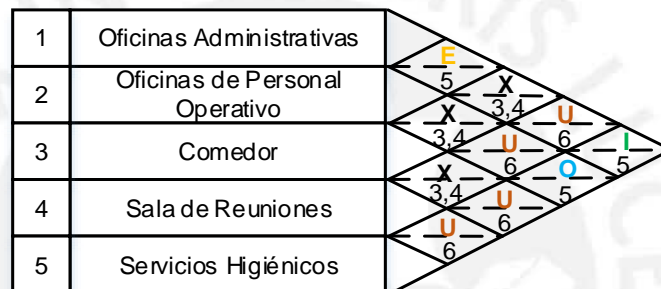 1 Oficinas Administrativas
2 Oficinas de Personal
Operativo
3 Comedor
4 Sala de Reuniones
5 Servicios Higiénicos
E
5 X
X 3,4 U
3,4 U 6 I
X 6 O 5
3,4 U 5
U 6
6